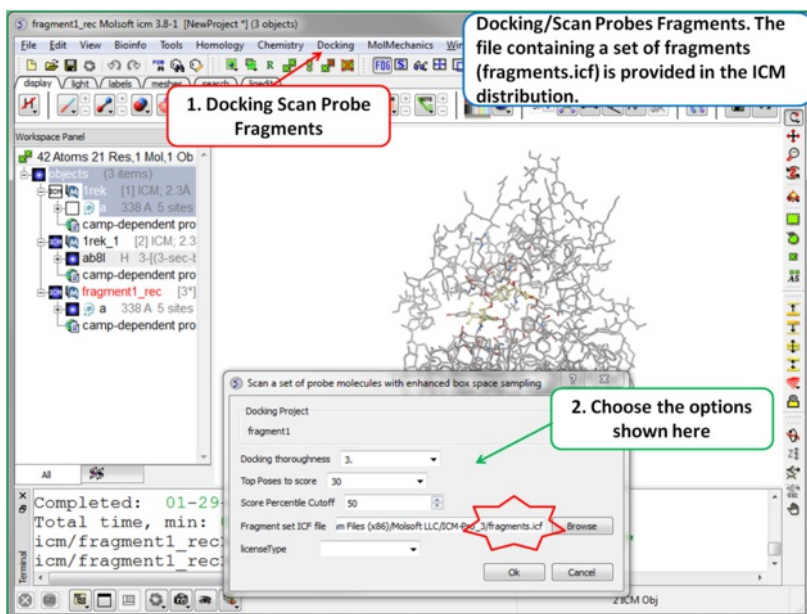 fragment1_rec Molsoft icm 3.8-1 [NewProject *] (3 objects)
Docking/Scan Probes Fragments. The
file containing a set of fragments
(fragments.icf) is provided in the ICM
distribution.
File Edit View Bioinfo Tools Homology Chemistry Docking MolMechanics
display light labels meshes
1. Docking Scan Probe
Fragments
Workspace Panel
42 Atoms 21 Res,1 Mol,1 Ob
objects (3 items)
1rek [1] ICM; 2.3Å
a 338 A 5 sites
camp-dependent pro
1rek_1 [2] ICM; 2.3
ab8l H 3-[(3-sec-b
camp-dependent pro
fragment1_rec [3*]
a 338 A 5 sites
camp-dependent pro
Scan a set of probe molecules with enhanced box space sampling
Docking Project
fragment1
2. Choose the options
shown here
Docking thoroughness 3.
Top Poses to score 30
Score Percentile Cutoff 50
Fragment set ICF file m Files (x86)/Molsoft LLC/ICM-Pro_3/fragments.icf Browse
licenseType
Ok Cancel
All
Completed: 01-29-
Total time, min:
icm/fragment1_rec
icm/fragment1_rec
Terminal
ICM Obj